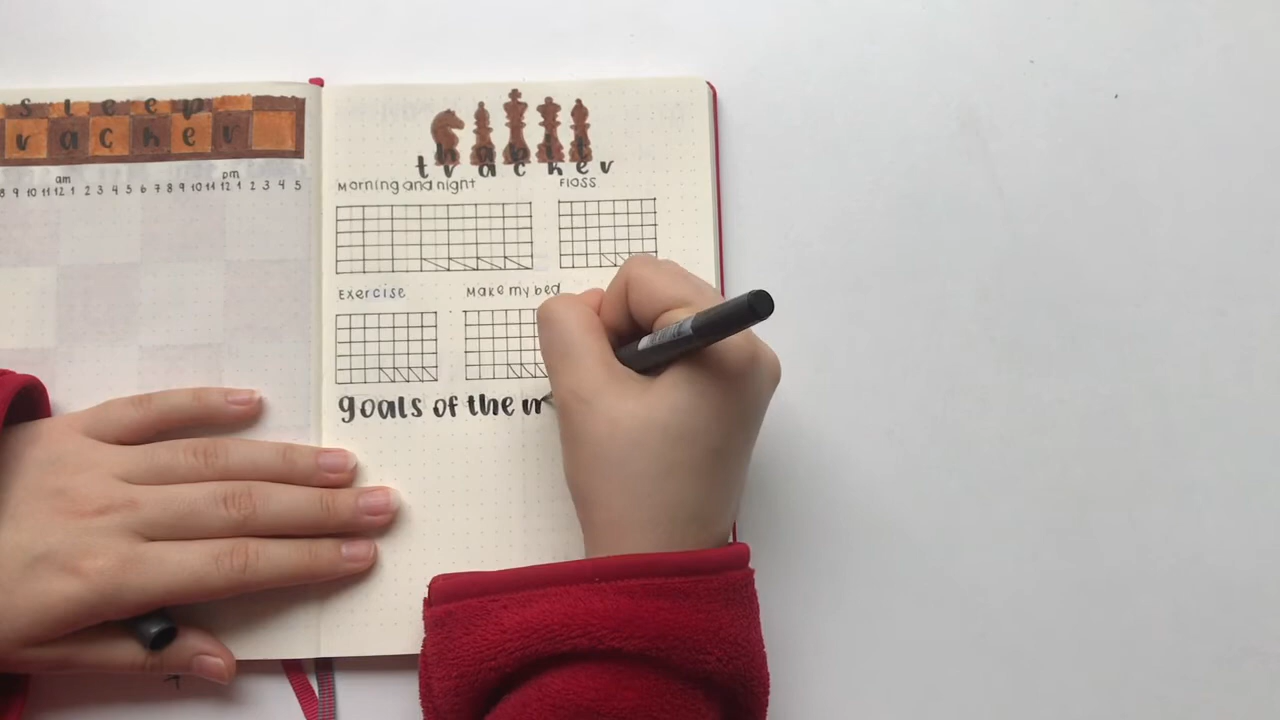 sleep
racker
am pm
8 9 10 11 12 1 2 3 4 5 6 7 8 9 10 11 12 1 2 3 4 5
habit
tracker
Morning and night
Floss
Exercise
Make my bed
goals of the m